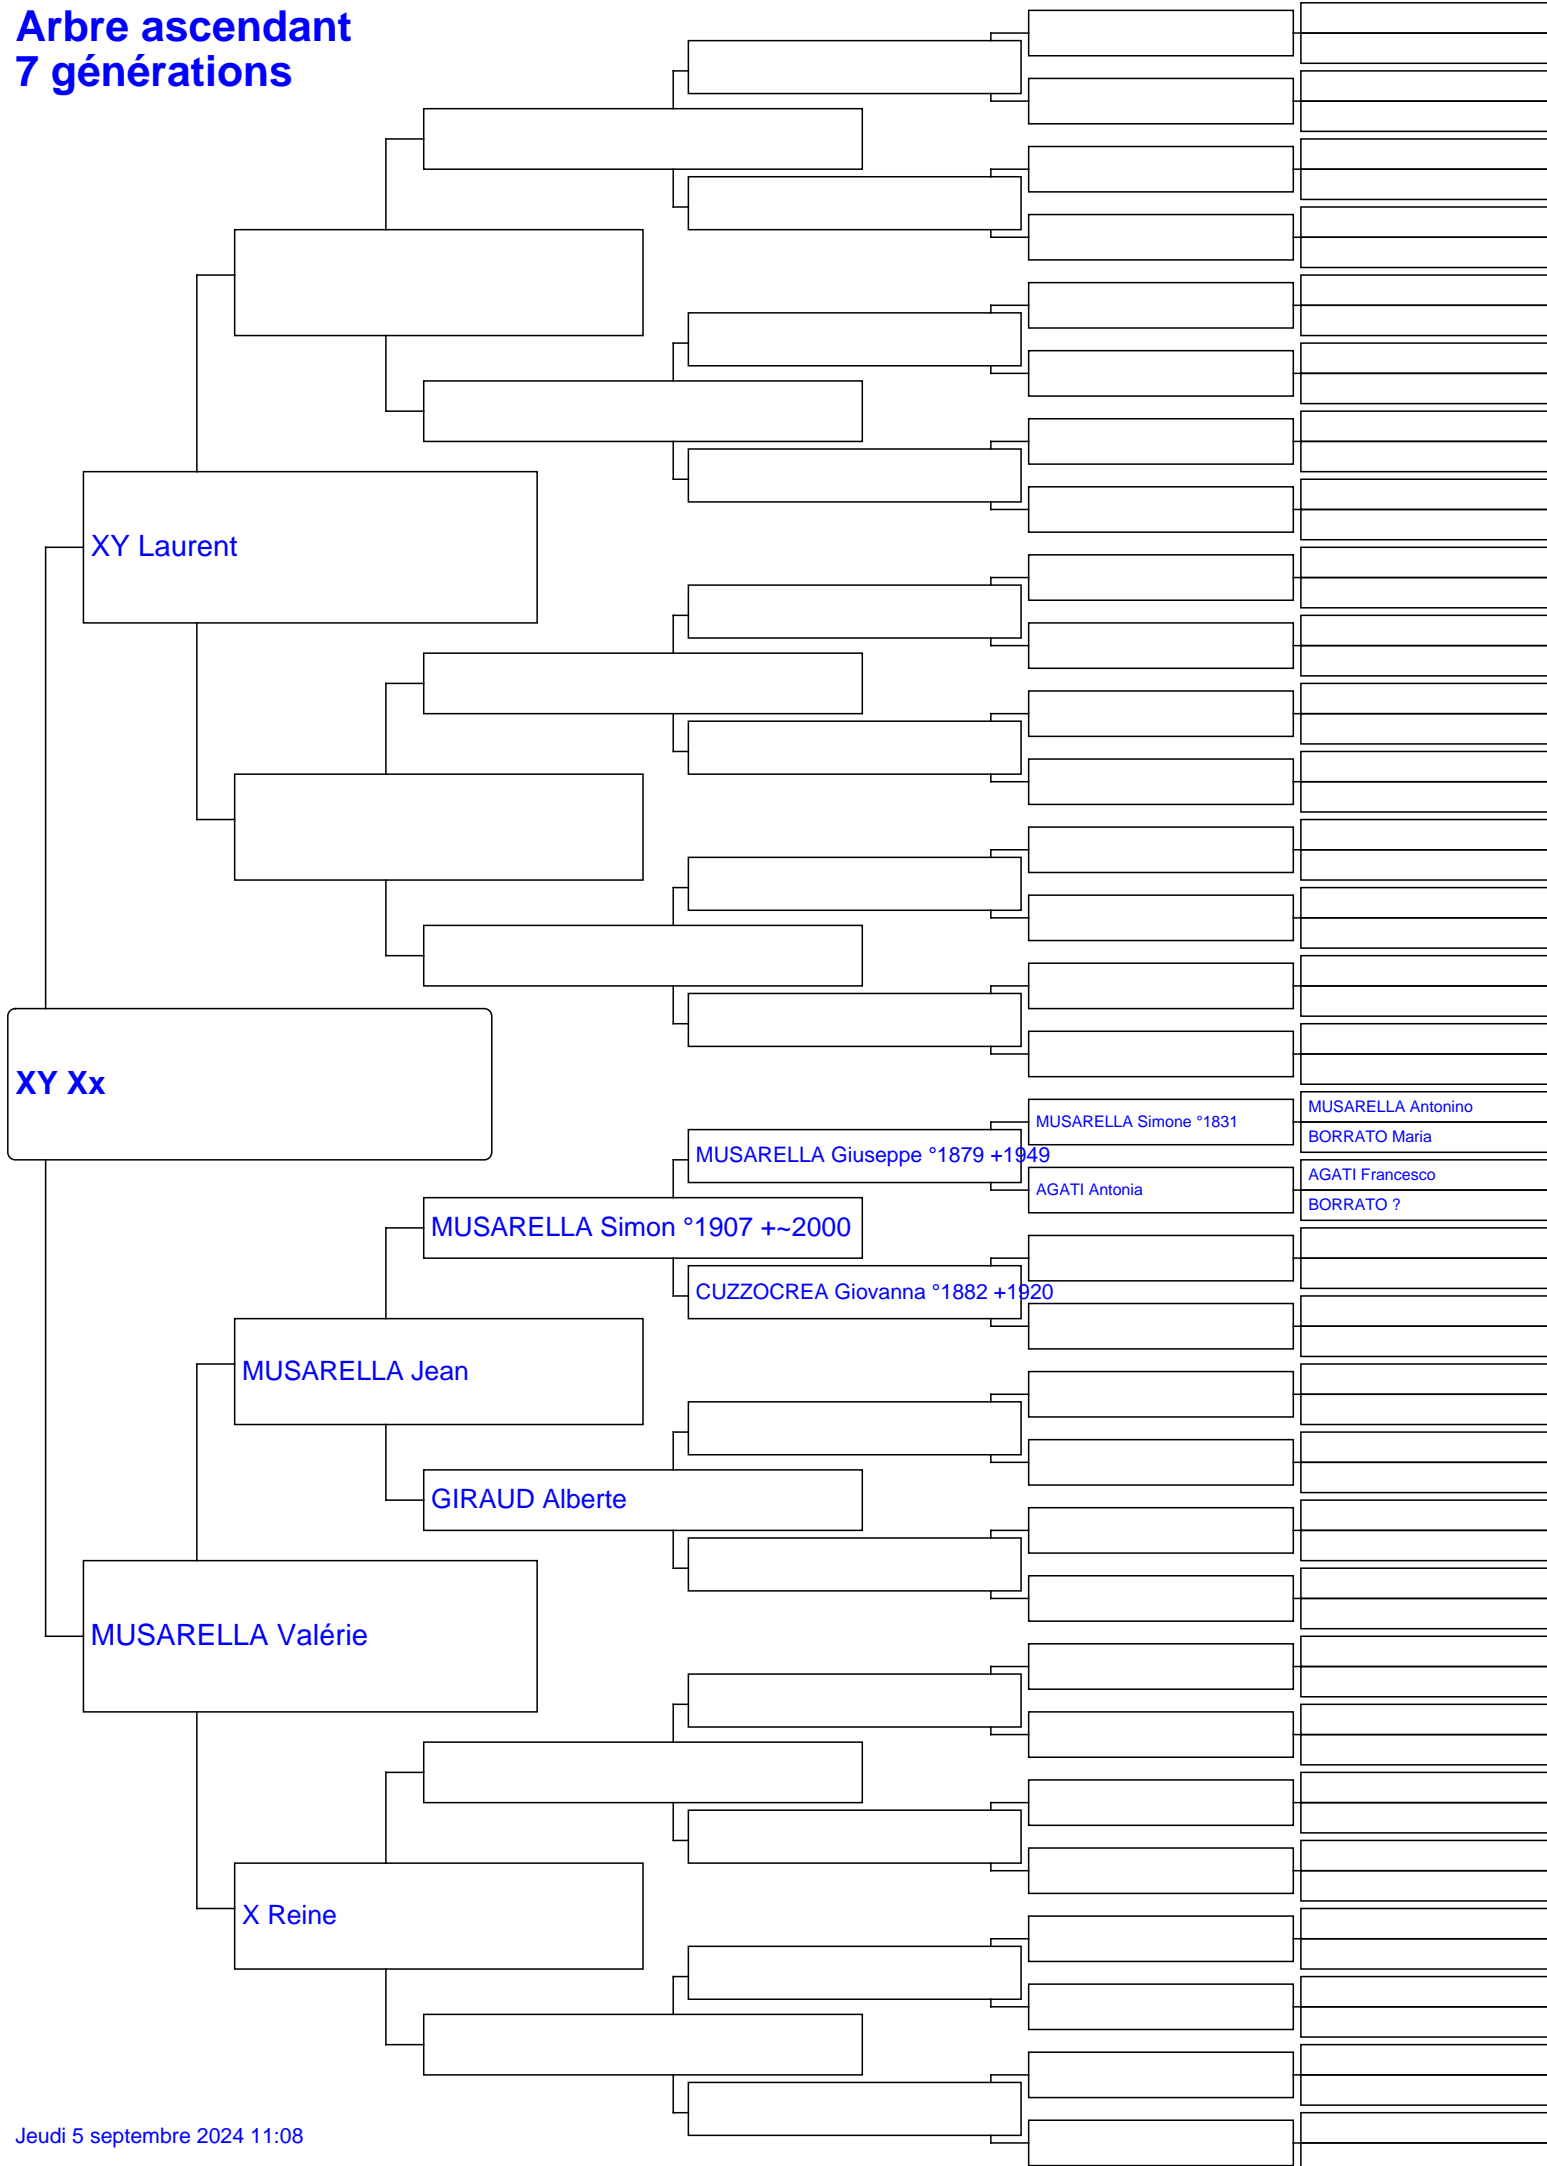 Arbre ascendant
7 générations
XY Laurent
XY Xx
MUSARELLA Antonino
MUSARELLA Simone °1831
BORRATO Maria
MUSARELLA Giuseppe °1879 +1949
AGATI Francesco
AGATI Antonia
BORRATO ?
MUSARELLA Simon °1907 +~2000
CUZZOCREA Giovanna °1882 +1920
MUSARELLA Jean
GIRAUD Alberte
MUSARELLA Valérie
X Reine
Jeudi 5 septembre 2024 11:08